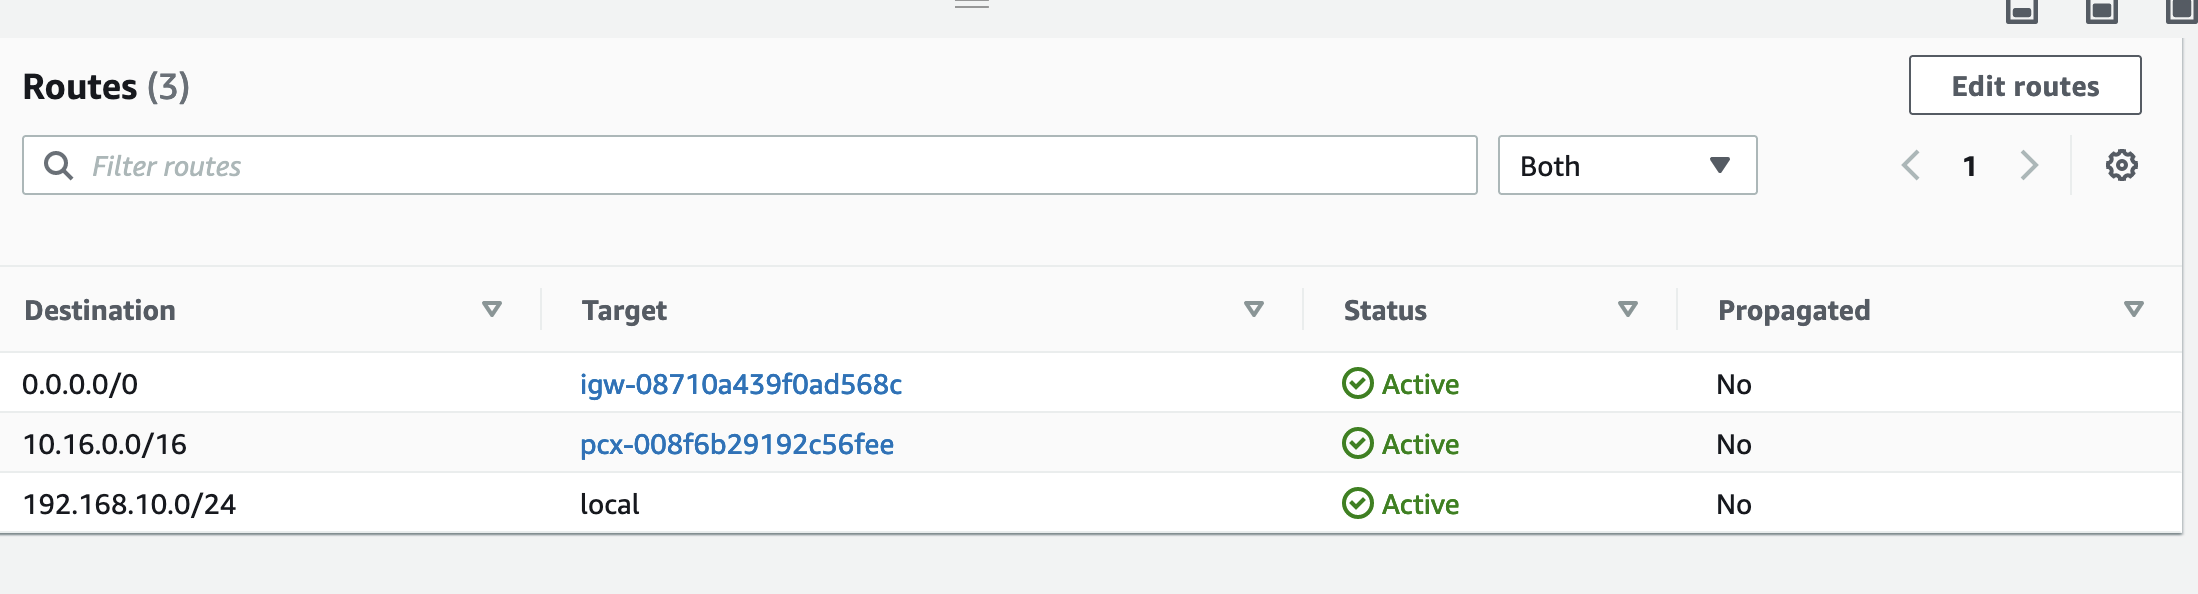 Routes (3)
Edit routes
Filter routes
Both
1
Destination Target Status Propagated
0.0.0.0/0 igw-08710a439f0ad568c Active No
10.16.0.0/16 pcx-008f6b29192c56fee Active No
192.168.10.0/24 local Active No